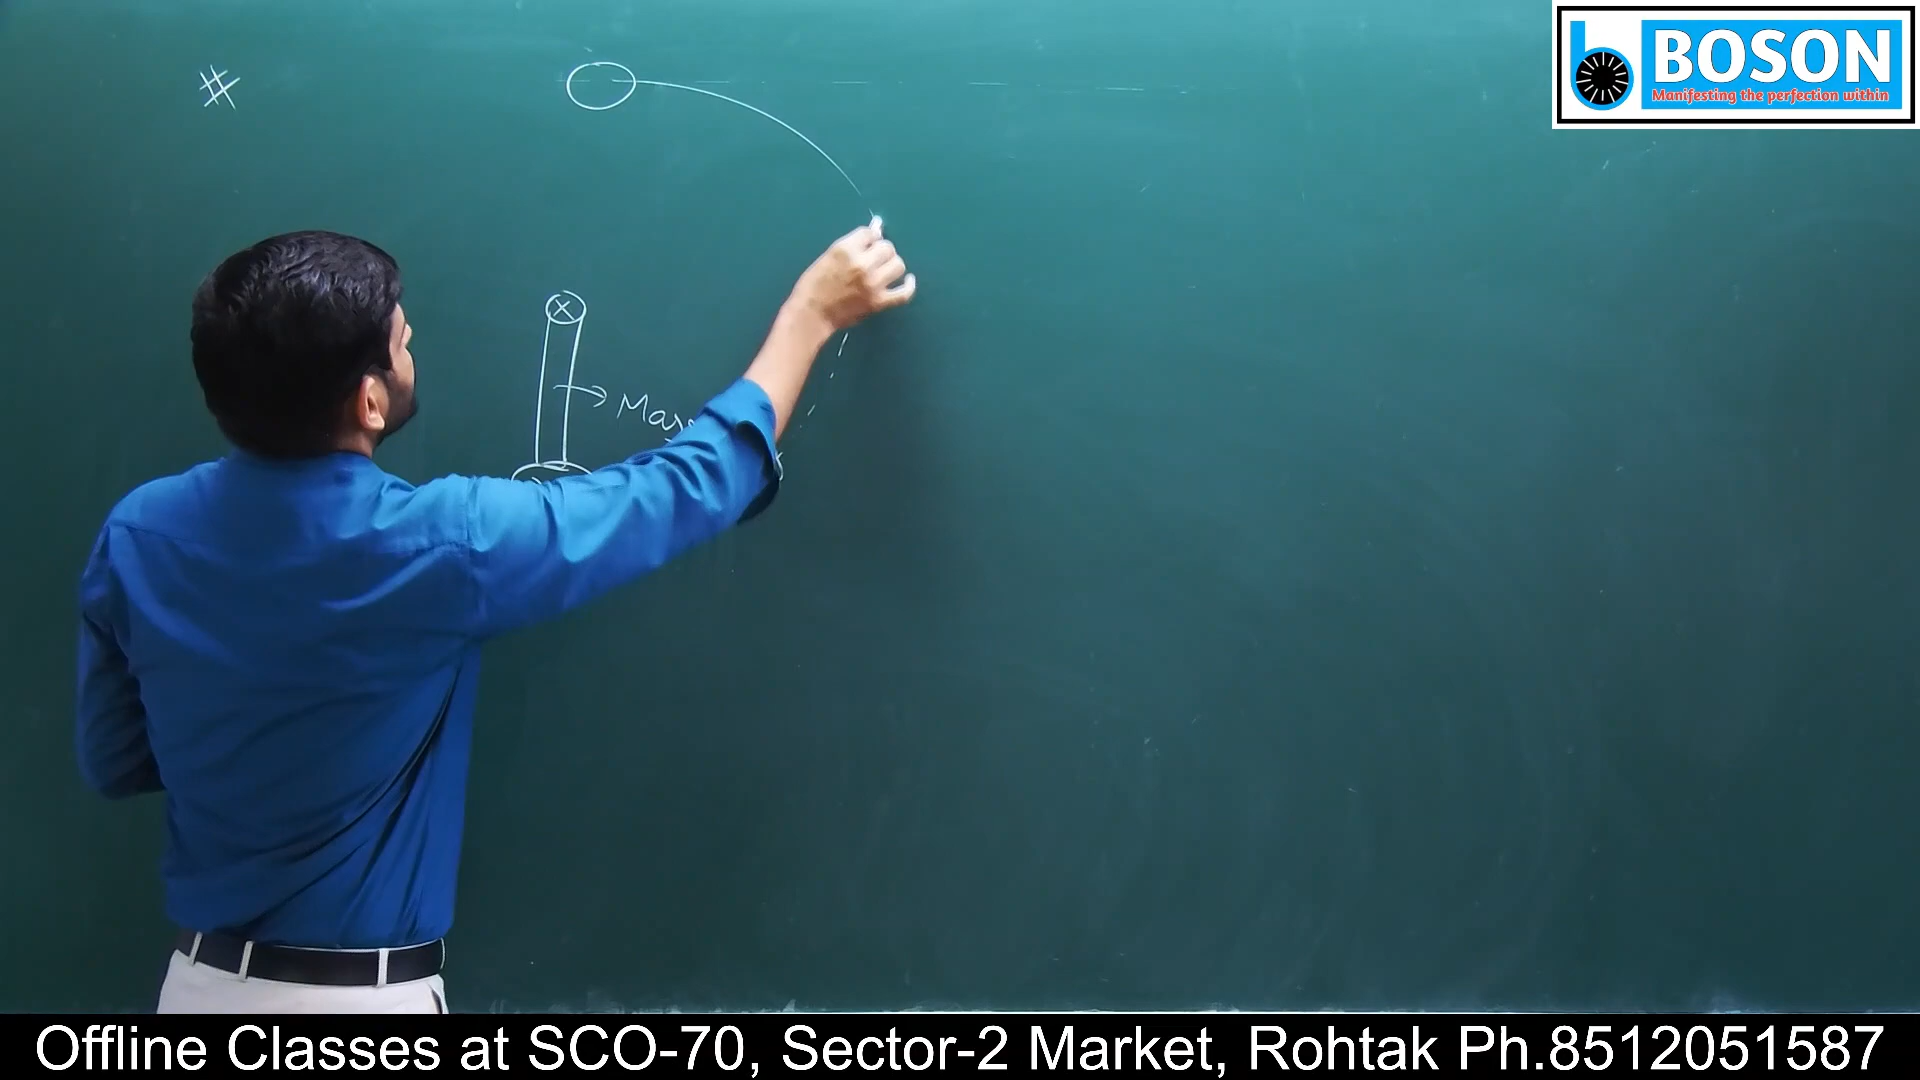 BOSON
Manifesting the perfection within
#
x
Offline Classes at SCO-70, Sector-2 Market, Rohtak Ph.8512051587